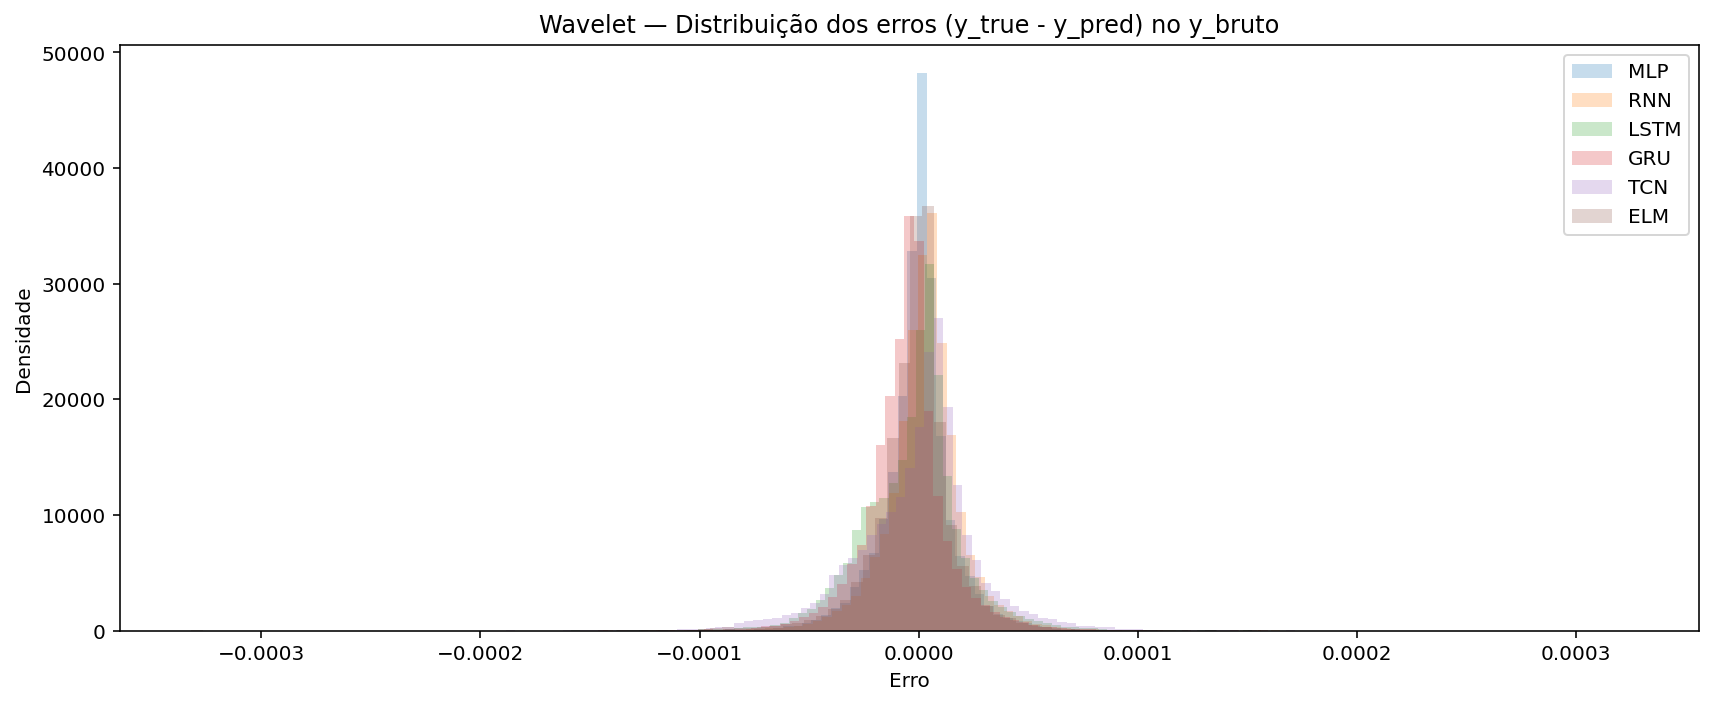 Wavelet — Distribuição dos erros (y_true - y_pred) no y_bruto
50000
40000
30000
20000
10000
0
Densidade
MLP
RNN
LSTM
GRU
TCN
ELM
−0.0003 −0.0002 −0.0001 0.0000 0.0001 0.0002 0.0003
Erro